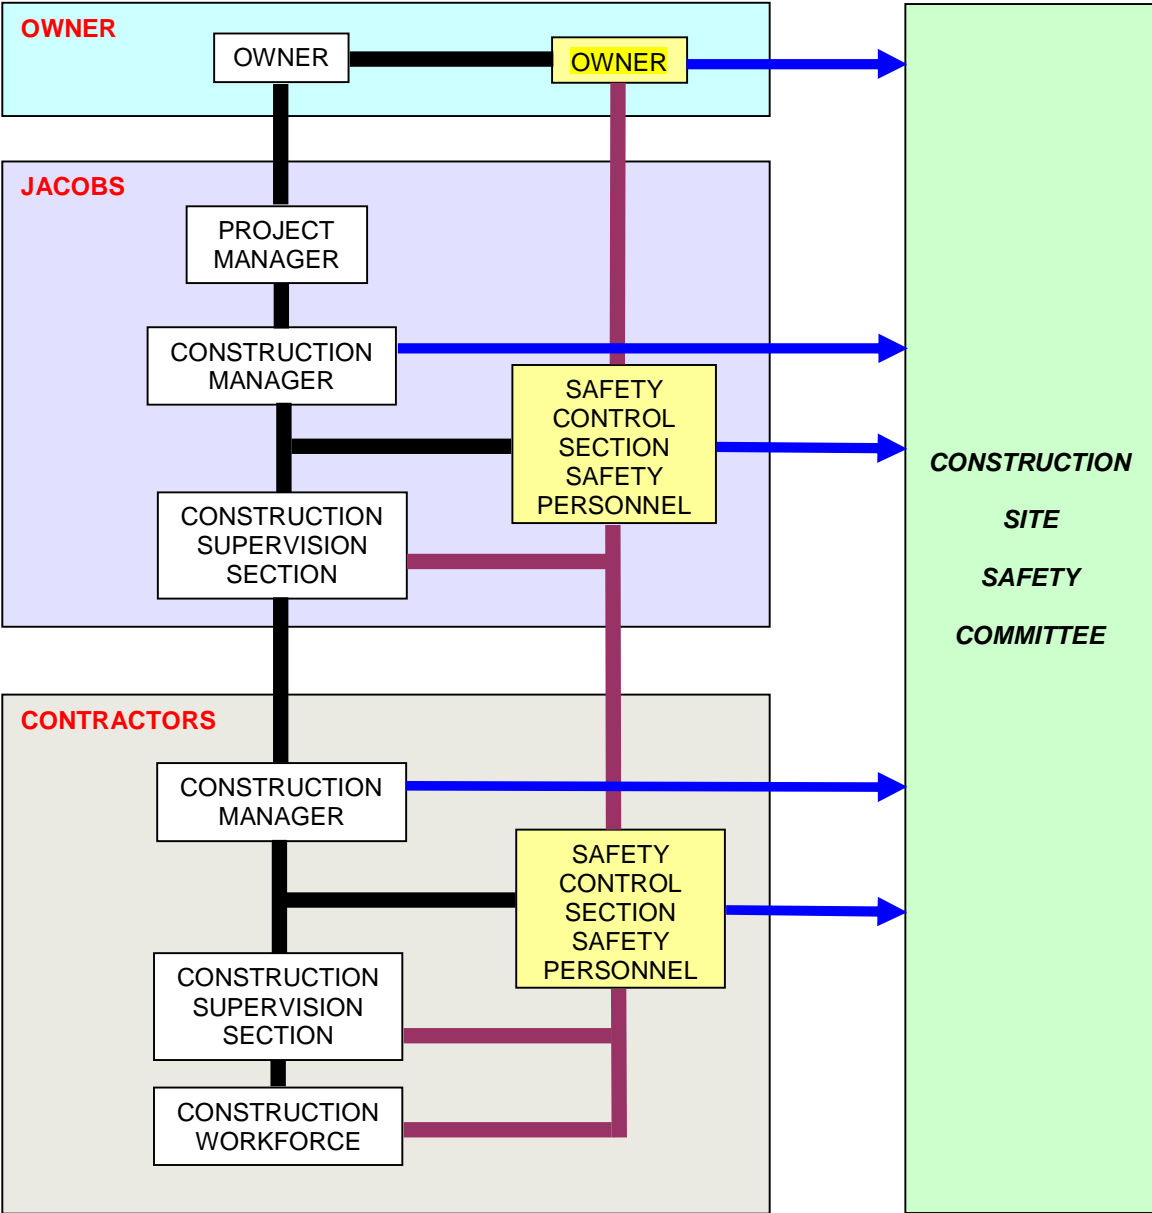 OWNER
OWNER
OWNER
JACOBS
PROJECT
MANAGER
CONSTRUCTION
MANAGER
SAFETY
CONTROL
SECTION
SAFETY
PERSONNEL
CONSTRUCTION
SUPERVISION
SECTION
CONTRACTORS
CONSTRUCTION
MANAGER
SAFETY
CONTROL
SECTION
SAFETY
PERSONNEL
CONSTRUCTION
SUPERVISION
SECTION
CONSTRUCTION
WORKFORCE
CONSTRUCTION
SITE
SAFETY
COMMITTEE